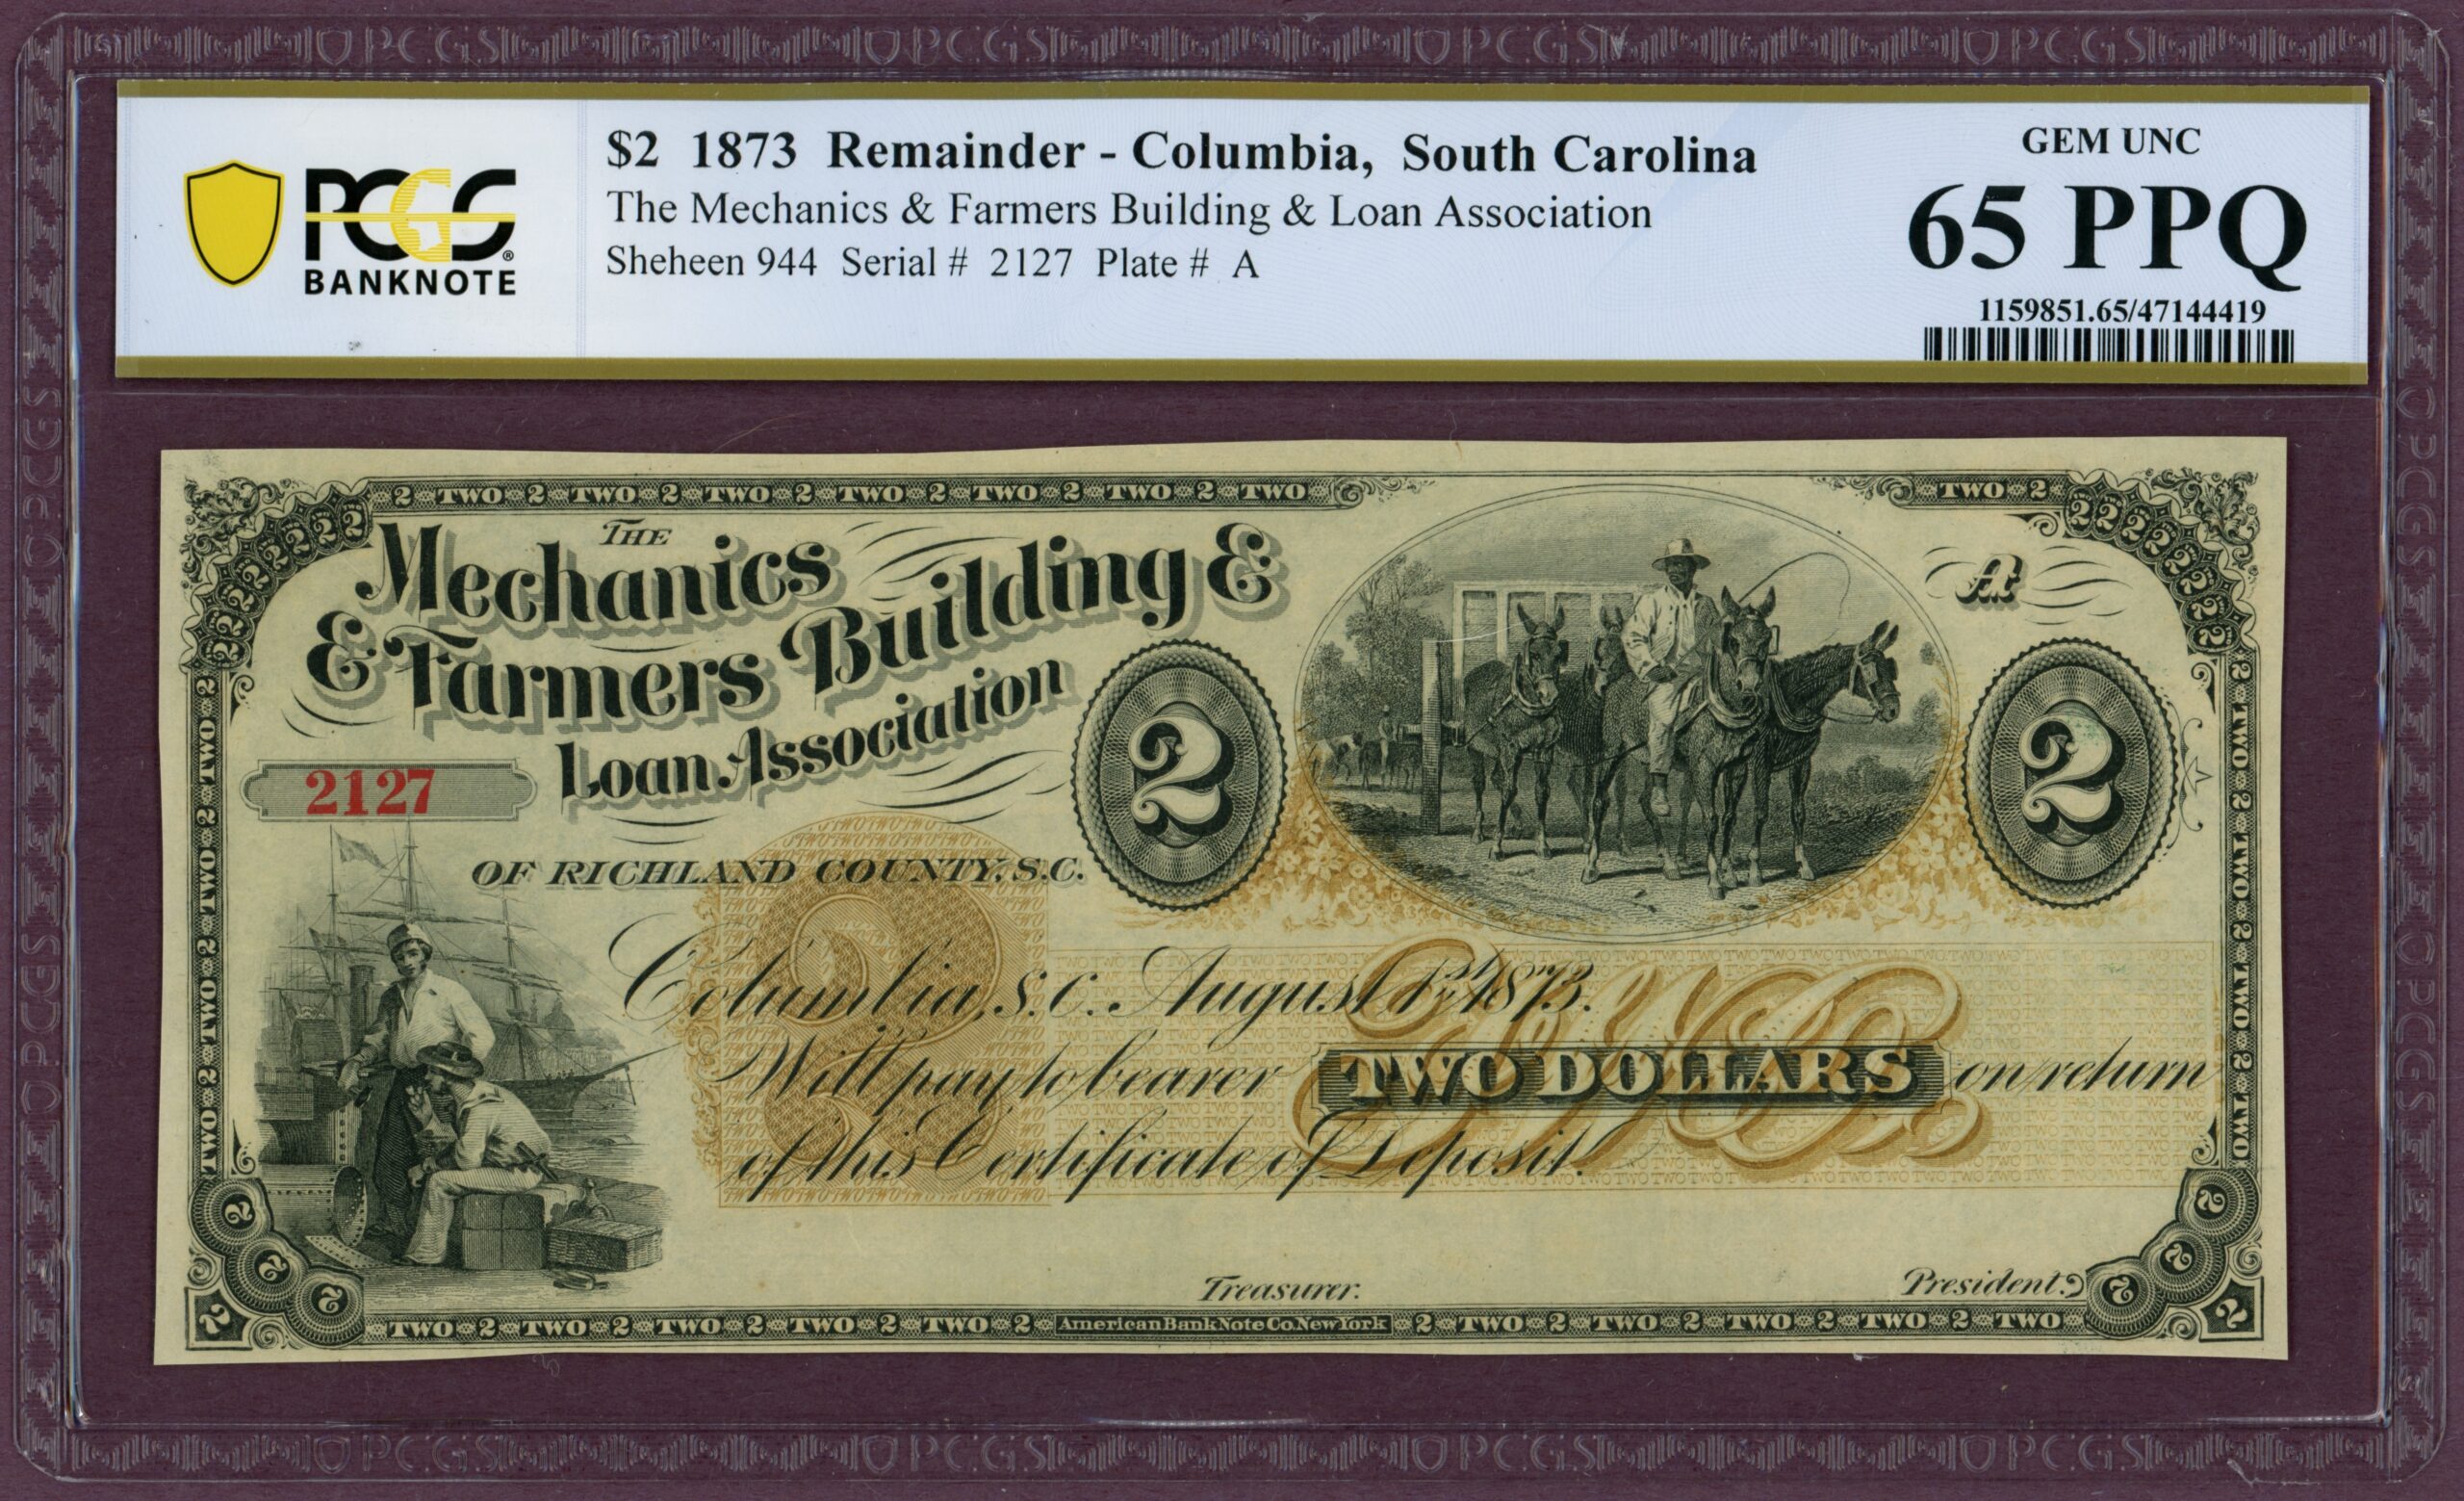 PCGS BANKNOTE
$2 1873 Remainder - Columbia, South Carolina
The Mechanics & Farmers Building & Loan Association
Sheheen 944 Serial # 2127 Plate # A
GEM UNC
65 PPQ
1159851.65/47144419
2 TWO 2 TWO 2 TWO 2 TWO 2 TWO 2 TWO 2 TWO
TWO 2
THE
Mechanics
& Farmers Building &
Loan Association
A
2
2
2127
OF RICHLAND COUNTY, S.C.
Columbia, S.C. August 1st 1873.
Will pay to bearer TWO DOLLARS on return
of this Certificate of Deposit.
Treasurer.
President.
TWO 2 TWO 2 TWO 2 TWO 2 TWO 2 American Bank Note Co. New York 2 TWO 2 TWO 2 TWO 2 TWO 2 TWO